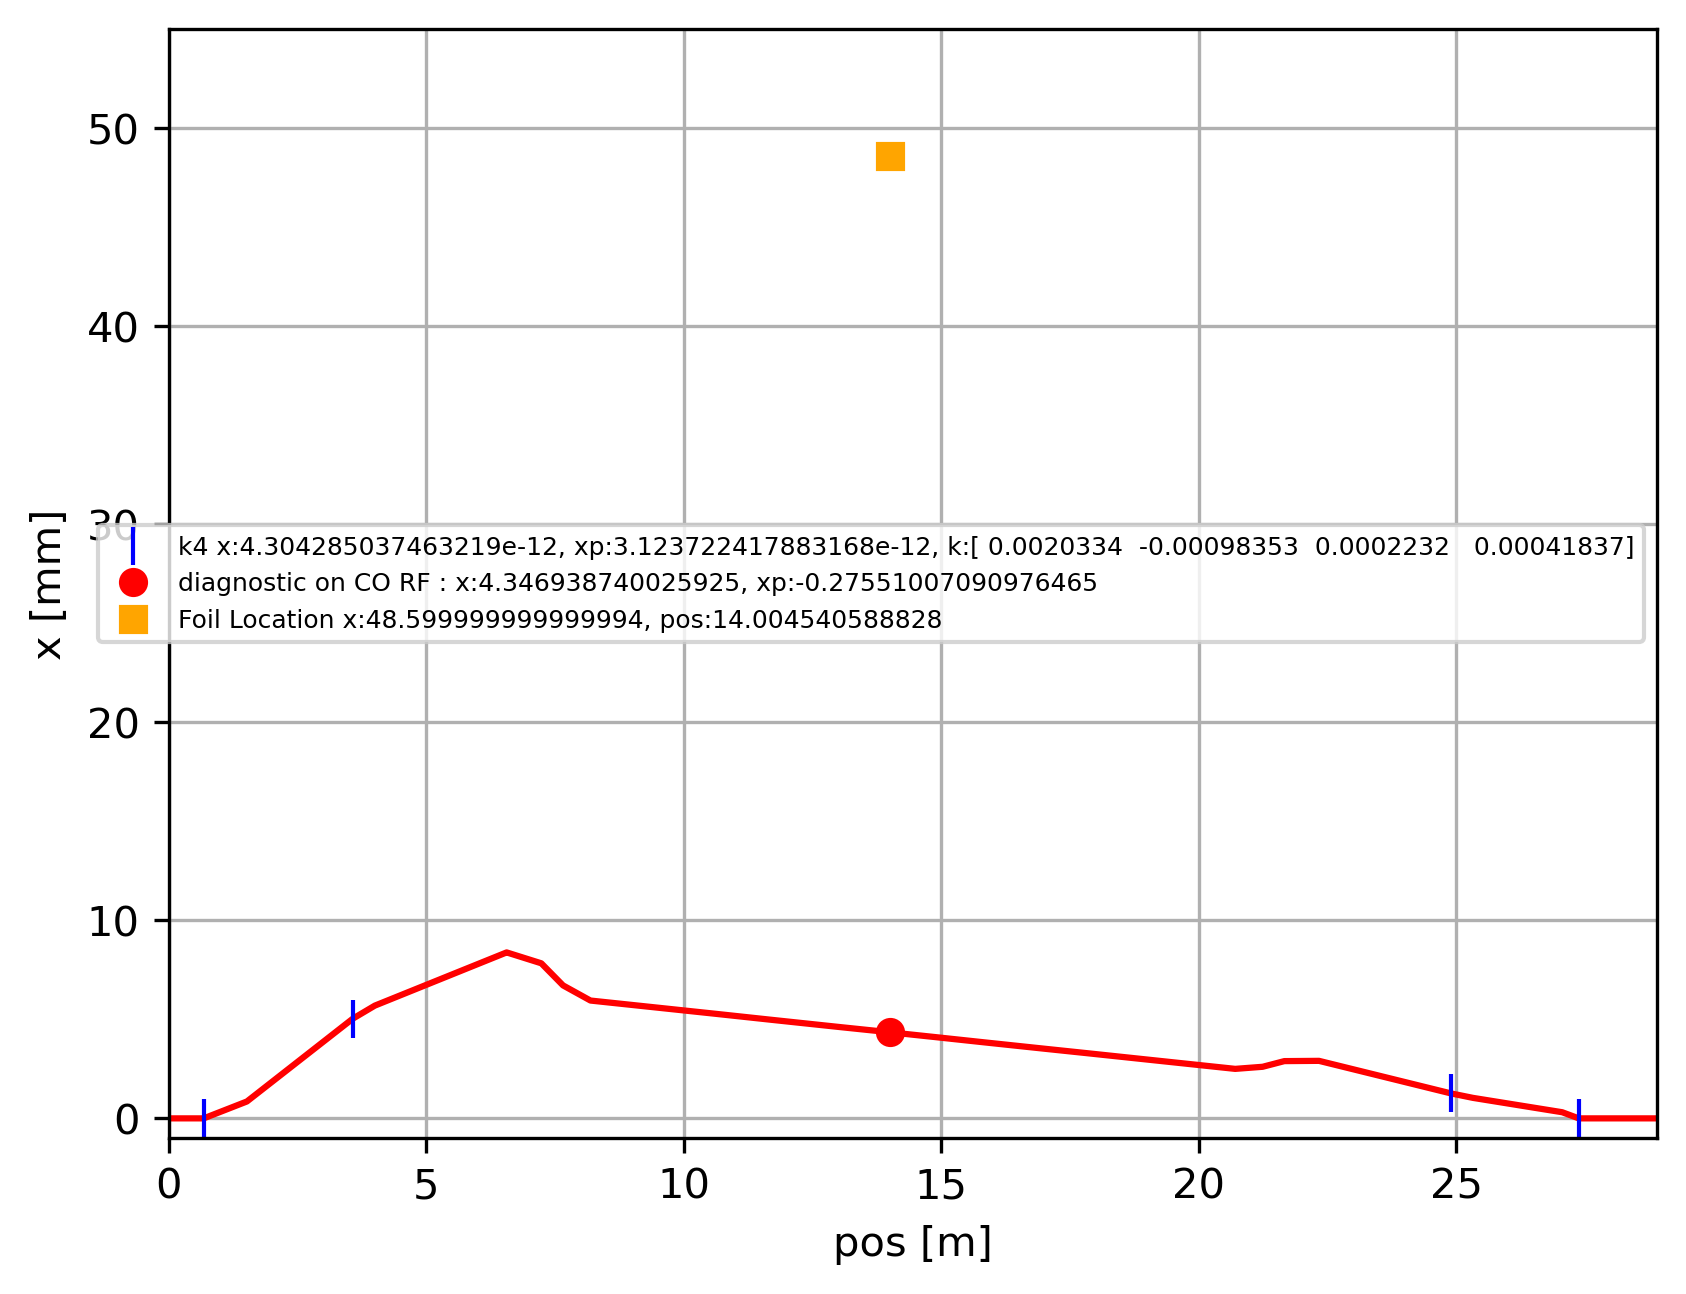 50
40
30
k4 x:4.304285037463219e-12, xp:3.123722417883168e-12, k:[ 0.0020334  -0.00098353  0.0002232   0.00041837]
diagnostic on CO RF : x:4.346938740025925, xp:-0.27551007090976465
Foil Location x:48.599999999999994, pos:14.004540588828
x [mm]
20
10
0
0 5 10 15 20 25
pos [m]